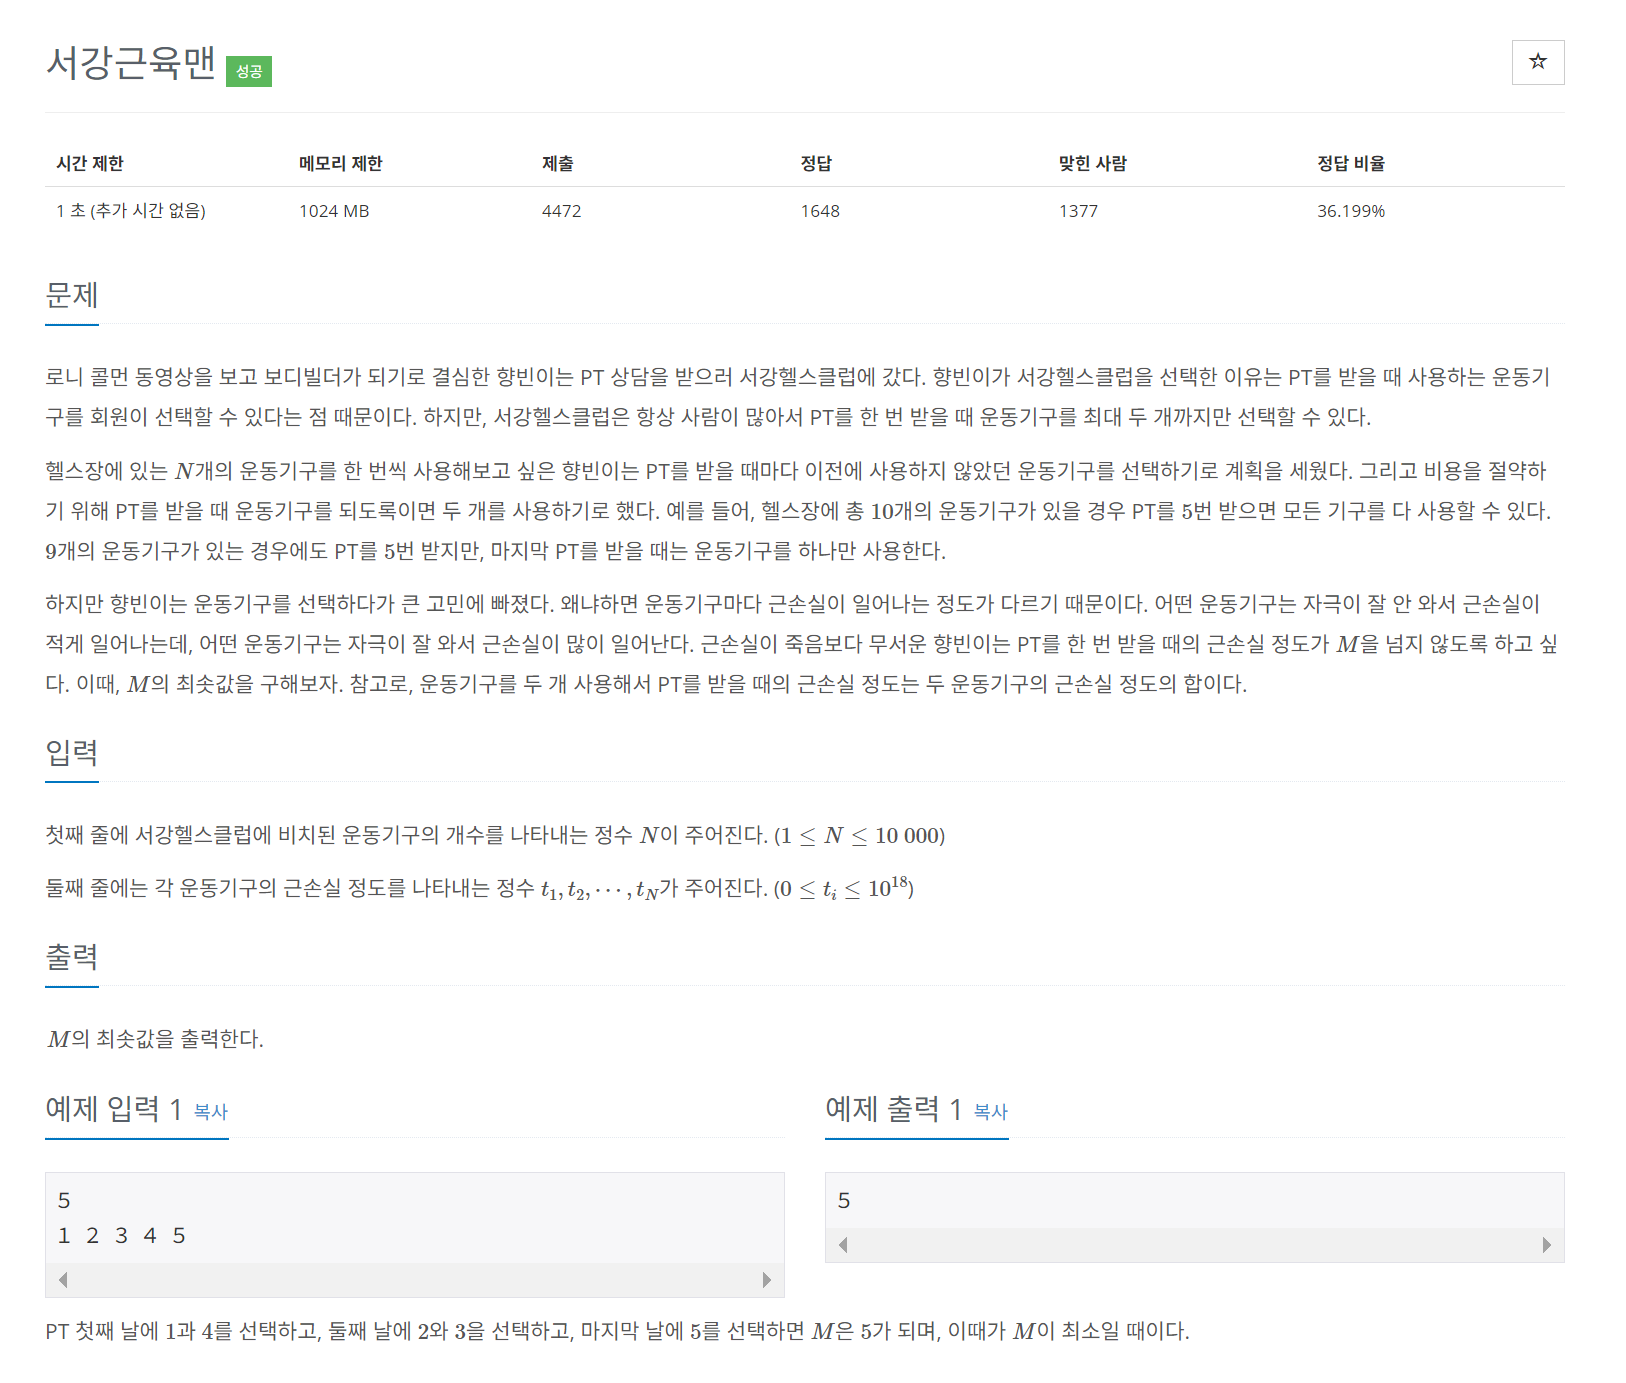 서강근육맨 성공
☆
시간 제한 메모리 제한 제출 정답 맞힌 사람 정답 비율
1 초 (추가 시간 없음) 1024 MB 4472 1648 1377 36.199%
문제
로니 콜먼 동영상을 보고 보디빌더가 되기로 결심한 향빈이는 PT 상담을 받으러 서강헬스클럽에 갔다. 향빈이가 서강헬스클럽을 선택한 이유는 PT를 받을 때 사용하는 운동기
구를 회원이 선택할 수 있다는 점 때문이다. 하지만, 서강헬스클럽은 항상 사람이 많아서 PT를 한 번 받을 때 운동기구를 최대 두 개까지만 선택할 수 있다.
헬스장에 있는 N개의 운동기구를 한 번씩 사용해보고 싶은 향빈이는 PT를 받을 때마다 이전에 사용하지 않았던 운동기구를 선택하기로 계획을 세웠다. 그리고 비용을 절약하
기 위해 PT를 받을 때 운동기구를 되도록이면 두 개를 사용하기로 했다. 예를 들어, 헬스장에 총 10개의 운동기구가 있을 경우 PT를 5번 받으면 모든 기구를 다 사용할 수 있다.
9개의 운동기구가 있는 경우에도 PT를 5번 받지만, 마지막 PT를 받을 때는 운동기구를 하나만 사용한다.
하지만 향빈이는 운동기구를 선택하다가 큰 고민에 빠졌다. 왜냐하면 운동기구마다 근손실이 일어나는 정도가 다르기 때문이다. 어떤 운동기구는 자극이 잘 안 와서 근손실이
적게 일어나는데, 어떤 운동기구는 자극이 잘 와서 근손실이 많이 일어난다. 근손실이 죽음보다 무서운 향빈이는 PT를 한 번 받을 때의 근손실 정도가 M을 넘지 않도록 하고 싶
다. 이때, M의 최솟값을 구해보자. 참고로, 운동기구를 두 개 사용해서 PT를 받을 때의 근손실 정도는 두 운동기구의 근손실 정도의 합이다.
입력
첫째 줄에 서강헬스클럽에 비치된 운동기구의 개수를 나타내는 정수 N이 주어진다. (1 ≤ N ≤ 10 000)
둘째 줄에는 각 운동기구의 근손실 정도를 나타내는 정수 t₁, t₂, ⋯ , t_N가 주어진다. (0 ≤ tᵢ ≤ 10¹⁸)
출력
M의 최솟값을 출력한다.
예제 입력 1 복사
5
1 2 3 4 5
예제 출력 1 복사
5
PT 첫째 날에 1과 4를 선택하고, 둘째 날에 2와 3을 선택하고, 마지막 날에 5를 선택하면 M은 5가 되며, 이때가 M이 최소일 때이다.